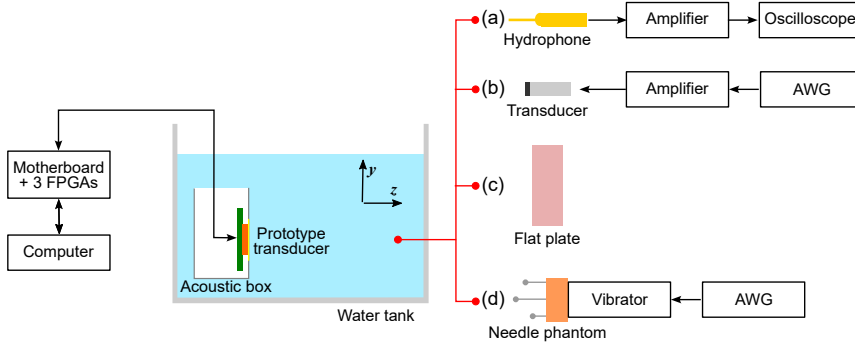 (a)
Hydrophone
Amplifier
Oscilloscope
(b)
Transducer
Amplifier
AWG
Motherboard
+ 3 FPGAs
Computer
y
z
Prototype
transducer
Acoustic box
Water tank
(c)
Flat plate
(d)
Vibrator
AWG
Needle phantom